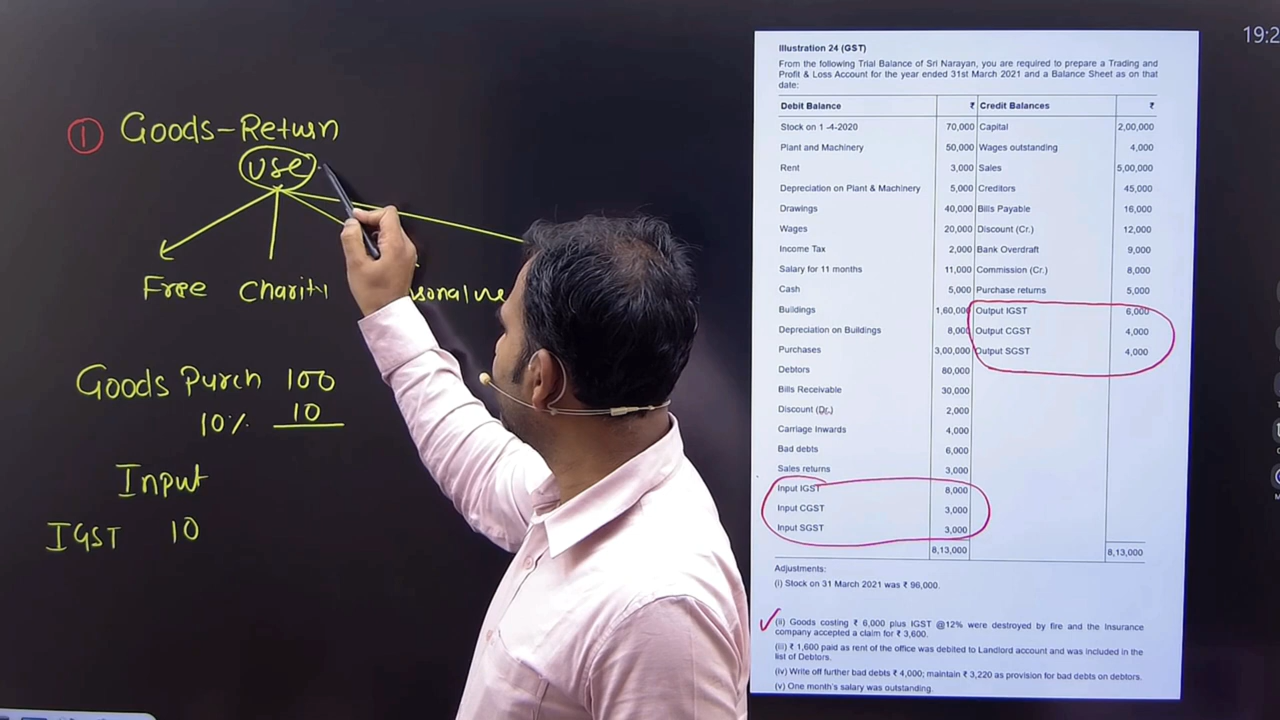 19:2
① Goods-Return
use
Free Charity
Goods Purch 100
10% 10
Input
IGST 10
Illustration 24 (GST)
From the following Trial Balance of Sri Narayan, you are required to prepare a Trading and
Profit & Loss Account for the year ended 31st March 2021 and a Balance Sheet as on that
date:
Debit Balance ₹ Credit Balances ₹
Stock on 1 -4-2020 70,000 Capital 2,00,000
Plant and Machinery 50,000 Wages outstanding 4,000
Rent 3,000 Sales 5,00,000
Depreciation on Plant & Machinery 5,000 Creditors 45,000
Drawings 40,000 Bills Payable 16,000
Wages 20,000 Discount (Cr.) 12,000
Income Tax 2,000 Bank Overdraft 9,000
Salary for 11 months 11,000 Commission (Cr.) 8,000
Cash 5,000 Purchase returns 5,000
Buildings 1,60,000 Output IGST 6,000
Depreciation on Buildings 8,000 Output CGST 4,000
Purchases 3,00,000 Output SGST 4,000
Debtors 80,000
Bills Receivable 30,000
Discount (Dr.) 2,000
Carriage Inwards 4,000
Bad debts 6,000
Sales returns 3,000
Input IGST 8,000
Input CGST 3,000
Input SGST 3,000
8,13,000 8,13,000
Adjustments:
(i) Stock on 31 March 2021 was ₹ 96,000.
(ii) Goods costing ₹ 6,000 plus IGST @12% were destroyed by fire and the Insurance
company accepted a claim for ₹ 3,600.
(iii) ₹ 1,600 paid as rent of the office was debited to Landlord account and was included in the
list of Debtors.
(iv) Write off further bad debts ₹ 4,000; maintain ₹ 3,220 as provision for bad debts on debtors.
(v) One month's salary was outstanding.